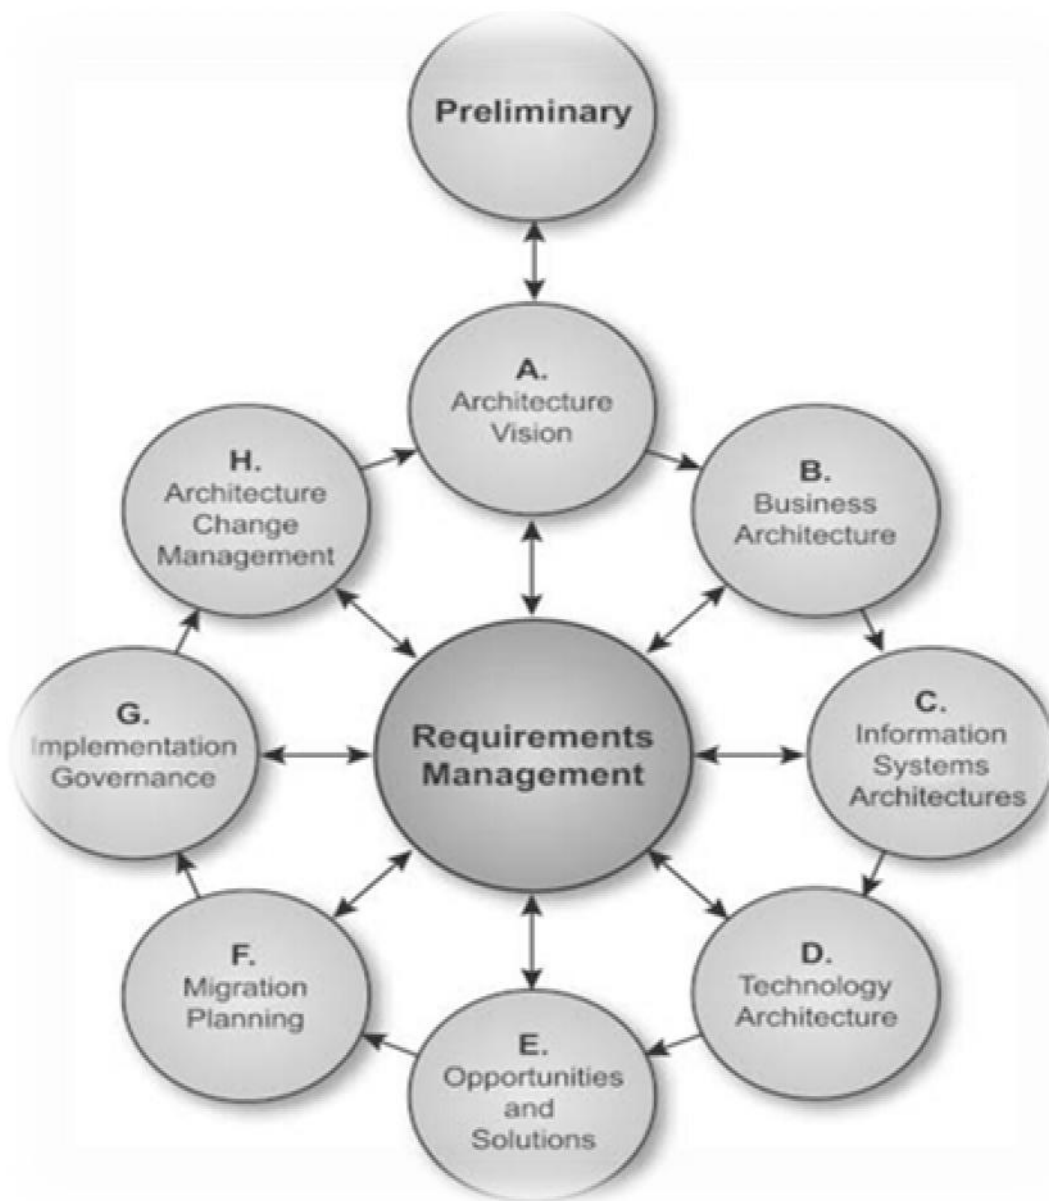 Preliminary
A.
Architecture
Vision
B.
Business
Architecture
C.
Information
Systems
Architectures
D.
Technology
Architecture
E.
Opportunities
and
Solutions
F.
Migration
Planning
G.
Implementation
Governance
H.
Architecture
Change
Management
Requirements
Management